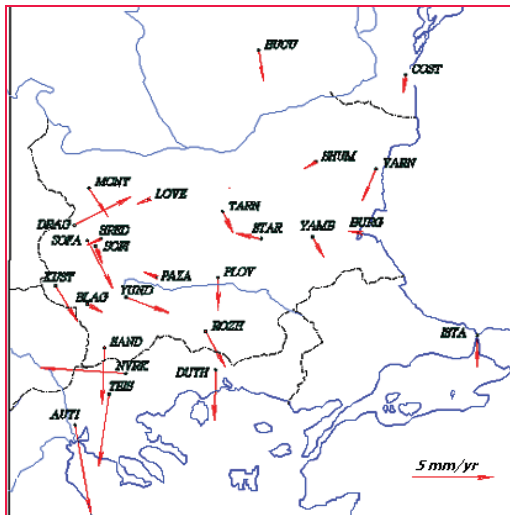 BUCU
COST
SHUM
VARN
MONT
LOVE
TARN
DRAG
SRED
STAR
YAMB
BURG
SOFA
SOFI
PAZA
PLOV
KUST
YUND
BLAG
ROZH
ISTA
SAND
NVRK
DUTH
TEIS
AUTI
5 mm/yr